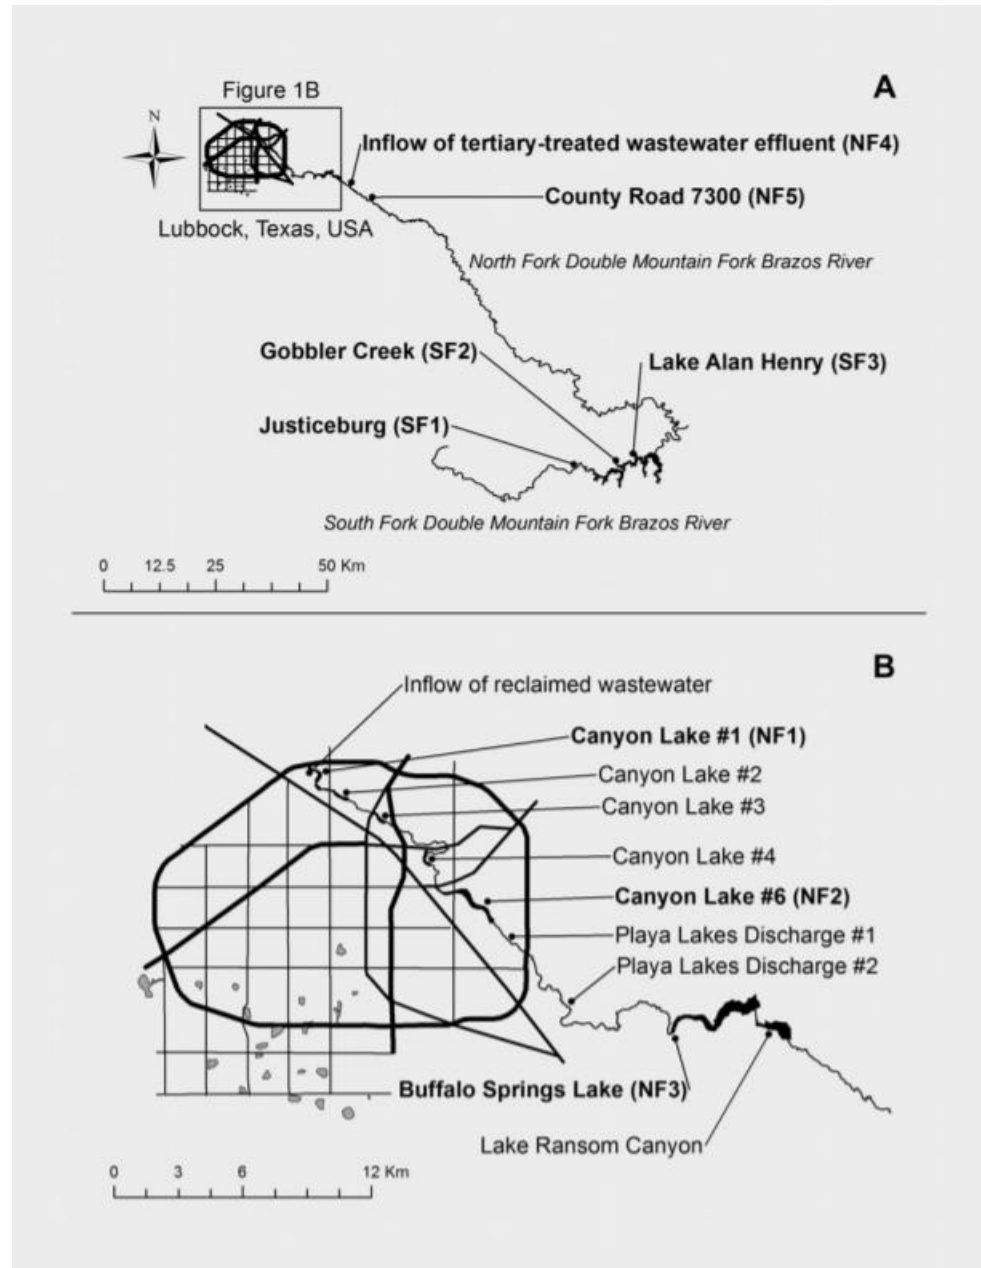 A
Figure 1B
N
Inflow of tertiary-treated wastewater effluent (NF4)
County Road 7300 (NF5)
Lubbock, Texas, USA
North Fork Double Mountain Fork Brazos River
Gobbler Creek (SF2)
Lake Alan Henry (SF3)
Justiceburg (SF1)
South Fork Double Mountain Fork Brazos River
0 12.5 25 50 Km
B
Inflow of reclaimed wastewater
Canyon Lake #1 (NF1)
Canyon Lake #2
Canyon Lake #3
Canyon Lake #4
Canyon Lake #6 (NF2)
Playa Lakes Discharge #1
Playa Lakes Discharge #2
Buffalo Springs Lake (NF3)
Lake Ransom Canyon
0 3 6 12 Km